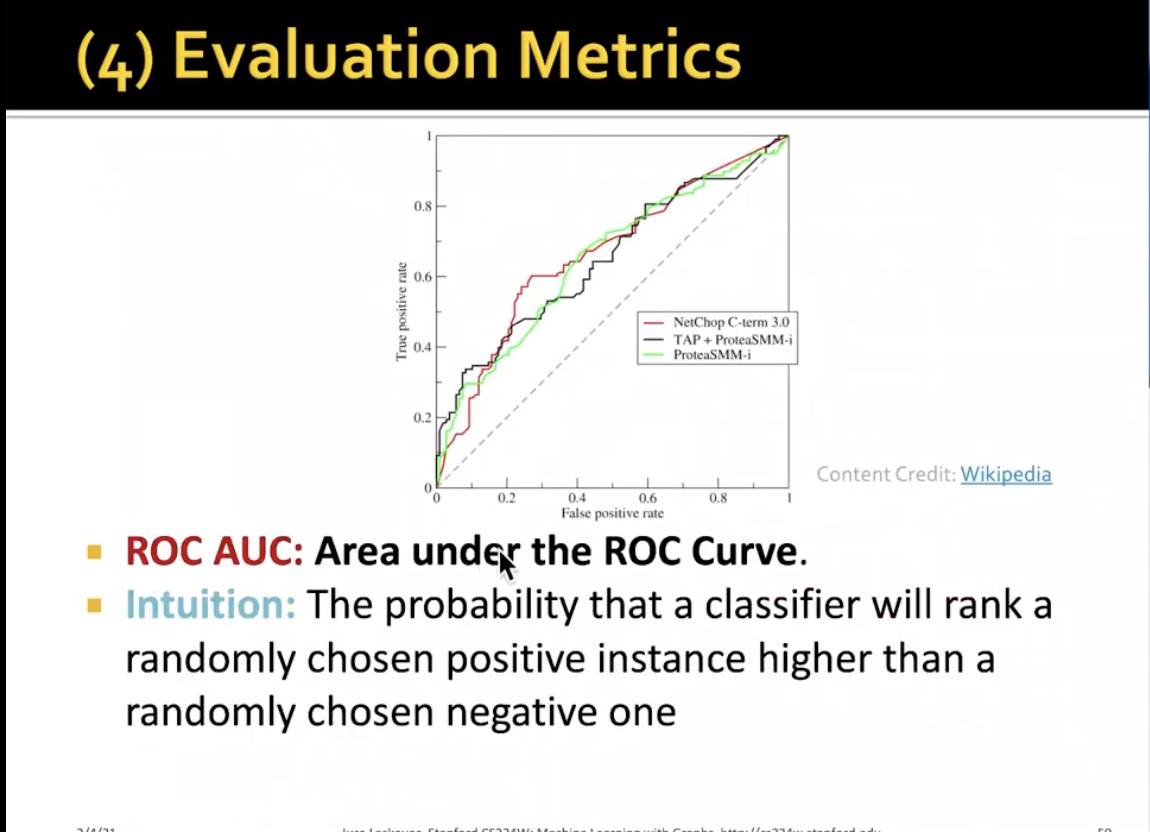 (4) Evaluation Metrics
1
0.8
0.6
0.4
0.2
0
True positive rate
NetChop C-term 3.0
TAP + ProteaSMM-i
ProteaSMM-i
0 0.2 0.4 0.6 0.8 1
False positive rate
Content Credit: Wikipedia
ROC AUC: Area under the ROC Curve.
Intuition: The probability that a classifier will rank a
randomly chosen positive instance higher than a
randomly chosen negative one
Jure Leskovec, Stanford CS224W: Machine Learning with Graphs, http://cs224w.stanford.edu